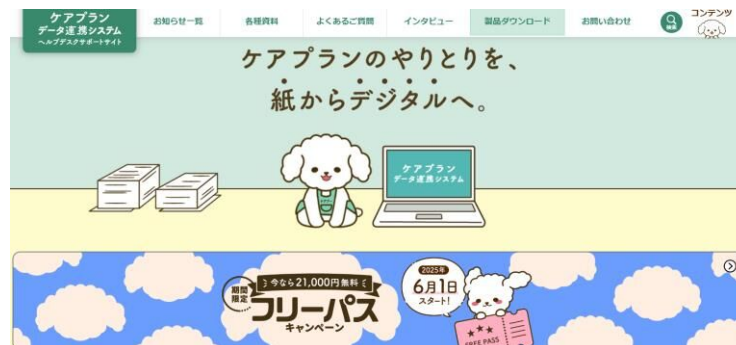 ケアプラン
データ連携システム
ヘルプデスクサポートサイト
お知らせ一覧
各種資料
よくあるご質問
インタビュー
製品ダウンロード
お問い合わせ
検索
コンテンツ
ケアプランのやりとりを、
紙からデジタルへ。
ケアプラン
データ連携システム
期間
限定
今なら21,000円無料
フリーパス
キャンペーン
2025年
6月1日
スタート!
FREE PASS